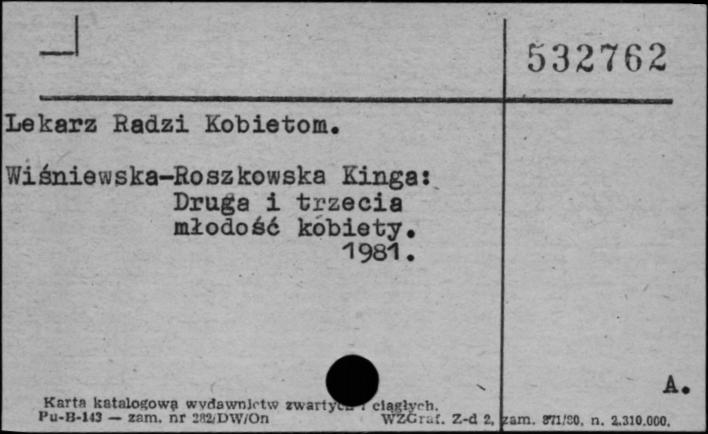 532762
Lekarz Radzi Kobietom.
Wiśniewska-Roszkowska Kinga:
Druga i trzecia
młodość kobiety.
1981.
A.
Karta katalogowa wydawnictw zwartych i ciągłych.
Pu-B-143 — zam. nr 282/DW/On WZGraf. Z-d 2, zam. 871/80, n. 2.310.000.